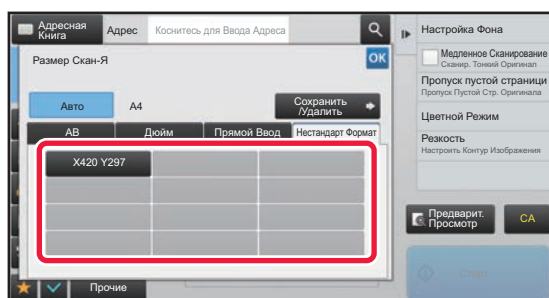 Адресная
Книга
Адрес
Коснитесь для Ввода Адреса
Размер Скан-Я
OK
Авто
A4
Сохранить
/Удалить
AB
Дюйм
Прямой Ввод
Нестандарт Формат
X420 Y297
Прочие
Настройка Фона
Медленное Сканирование
Сканир. Тонкий Оригинал
Пропуск пустой страници
Пропуск Пустой Стр. Оригинала
Цветной Режим
Резкость
Настроить Контур Изображения
Предварит.
Просмотр
CA
Старт